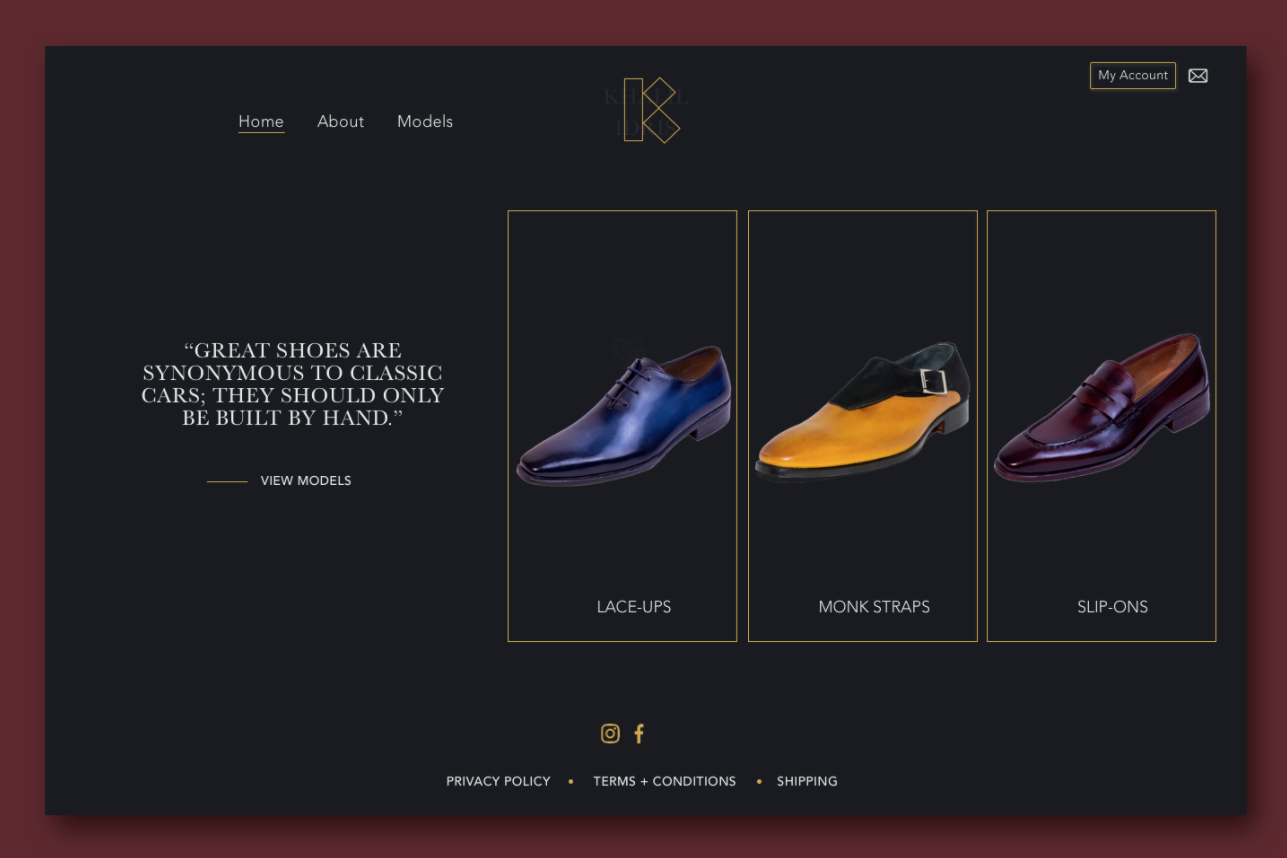 My Account
Home About Models
K
“GREAT SHOES ARE
SYNONYMOUS TO CLASSIC
CARS; THEY SHOULD ONLY
BE BUILT BY HAND.”
VIEW MODELS
LACE-UPS MONK STRAPS SLIP-ONS
PRIVACY POLICY • TERMS + CONDITIONS • SHIPPING